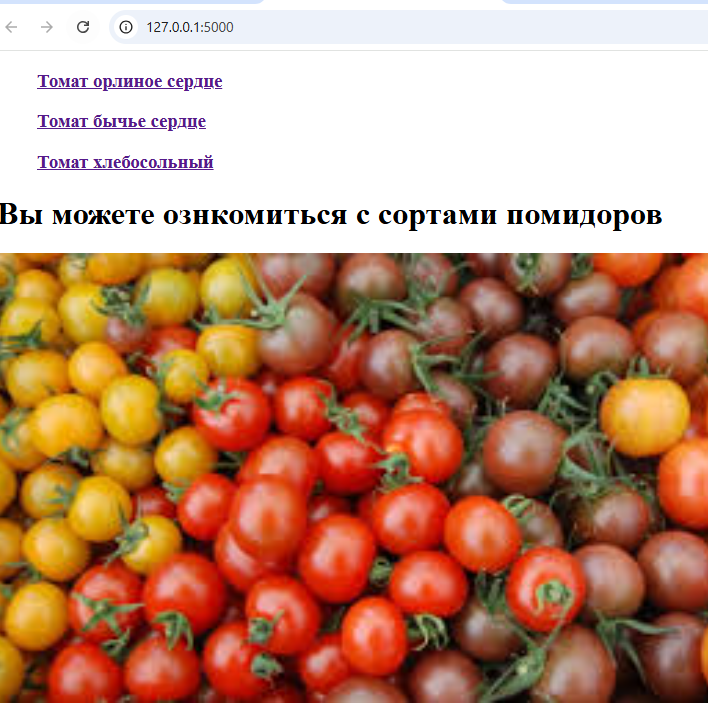 127.0.0.1:5000
Томат орлиное сердце
Томат бычье сердце
Томат хлебосольный
Вы можете ознкомиться с сортами помидоров